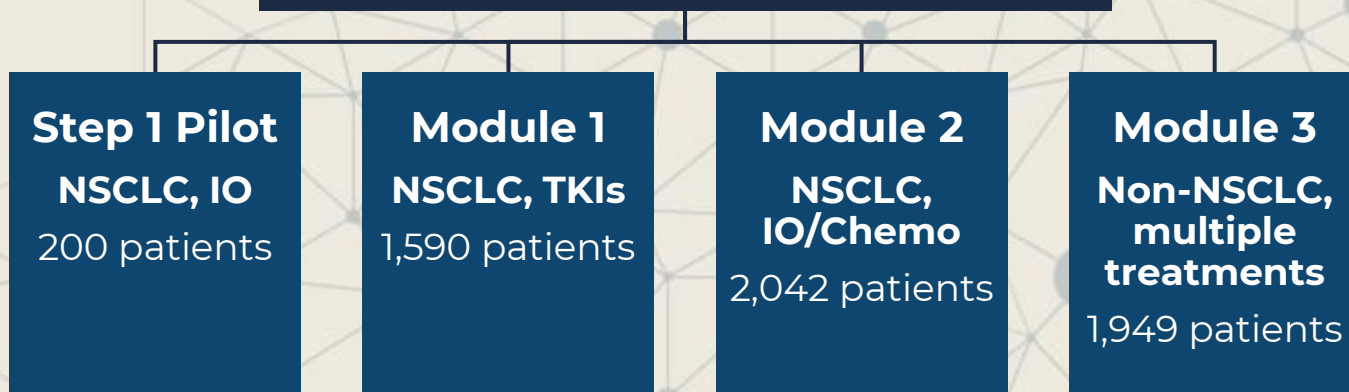 Step 1 Pilot
NSCLC, IO
200 patients
Module 1
NSCLC, TKIs
1,590 patients
Module 2
NSCLC,
IO/Chemo
2,042 patients
Module 3
Non-NSCLC,
multiple
treatments
1,949 patients